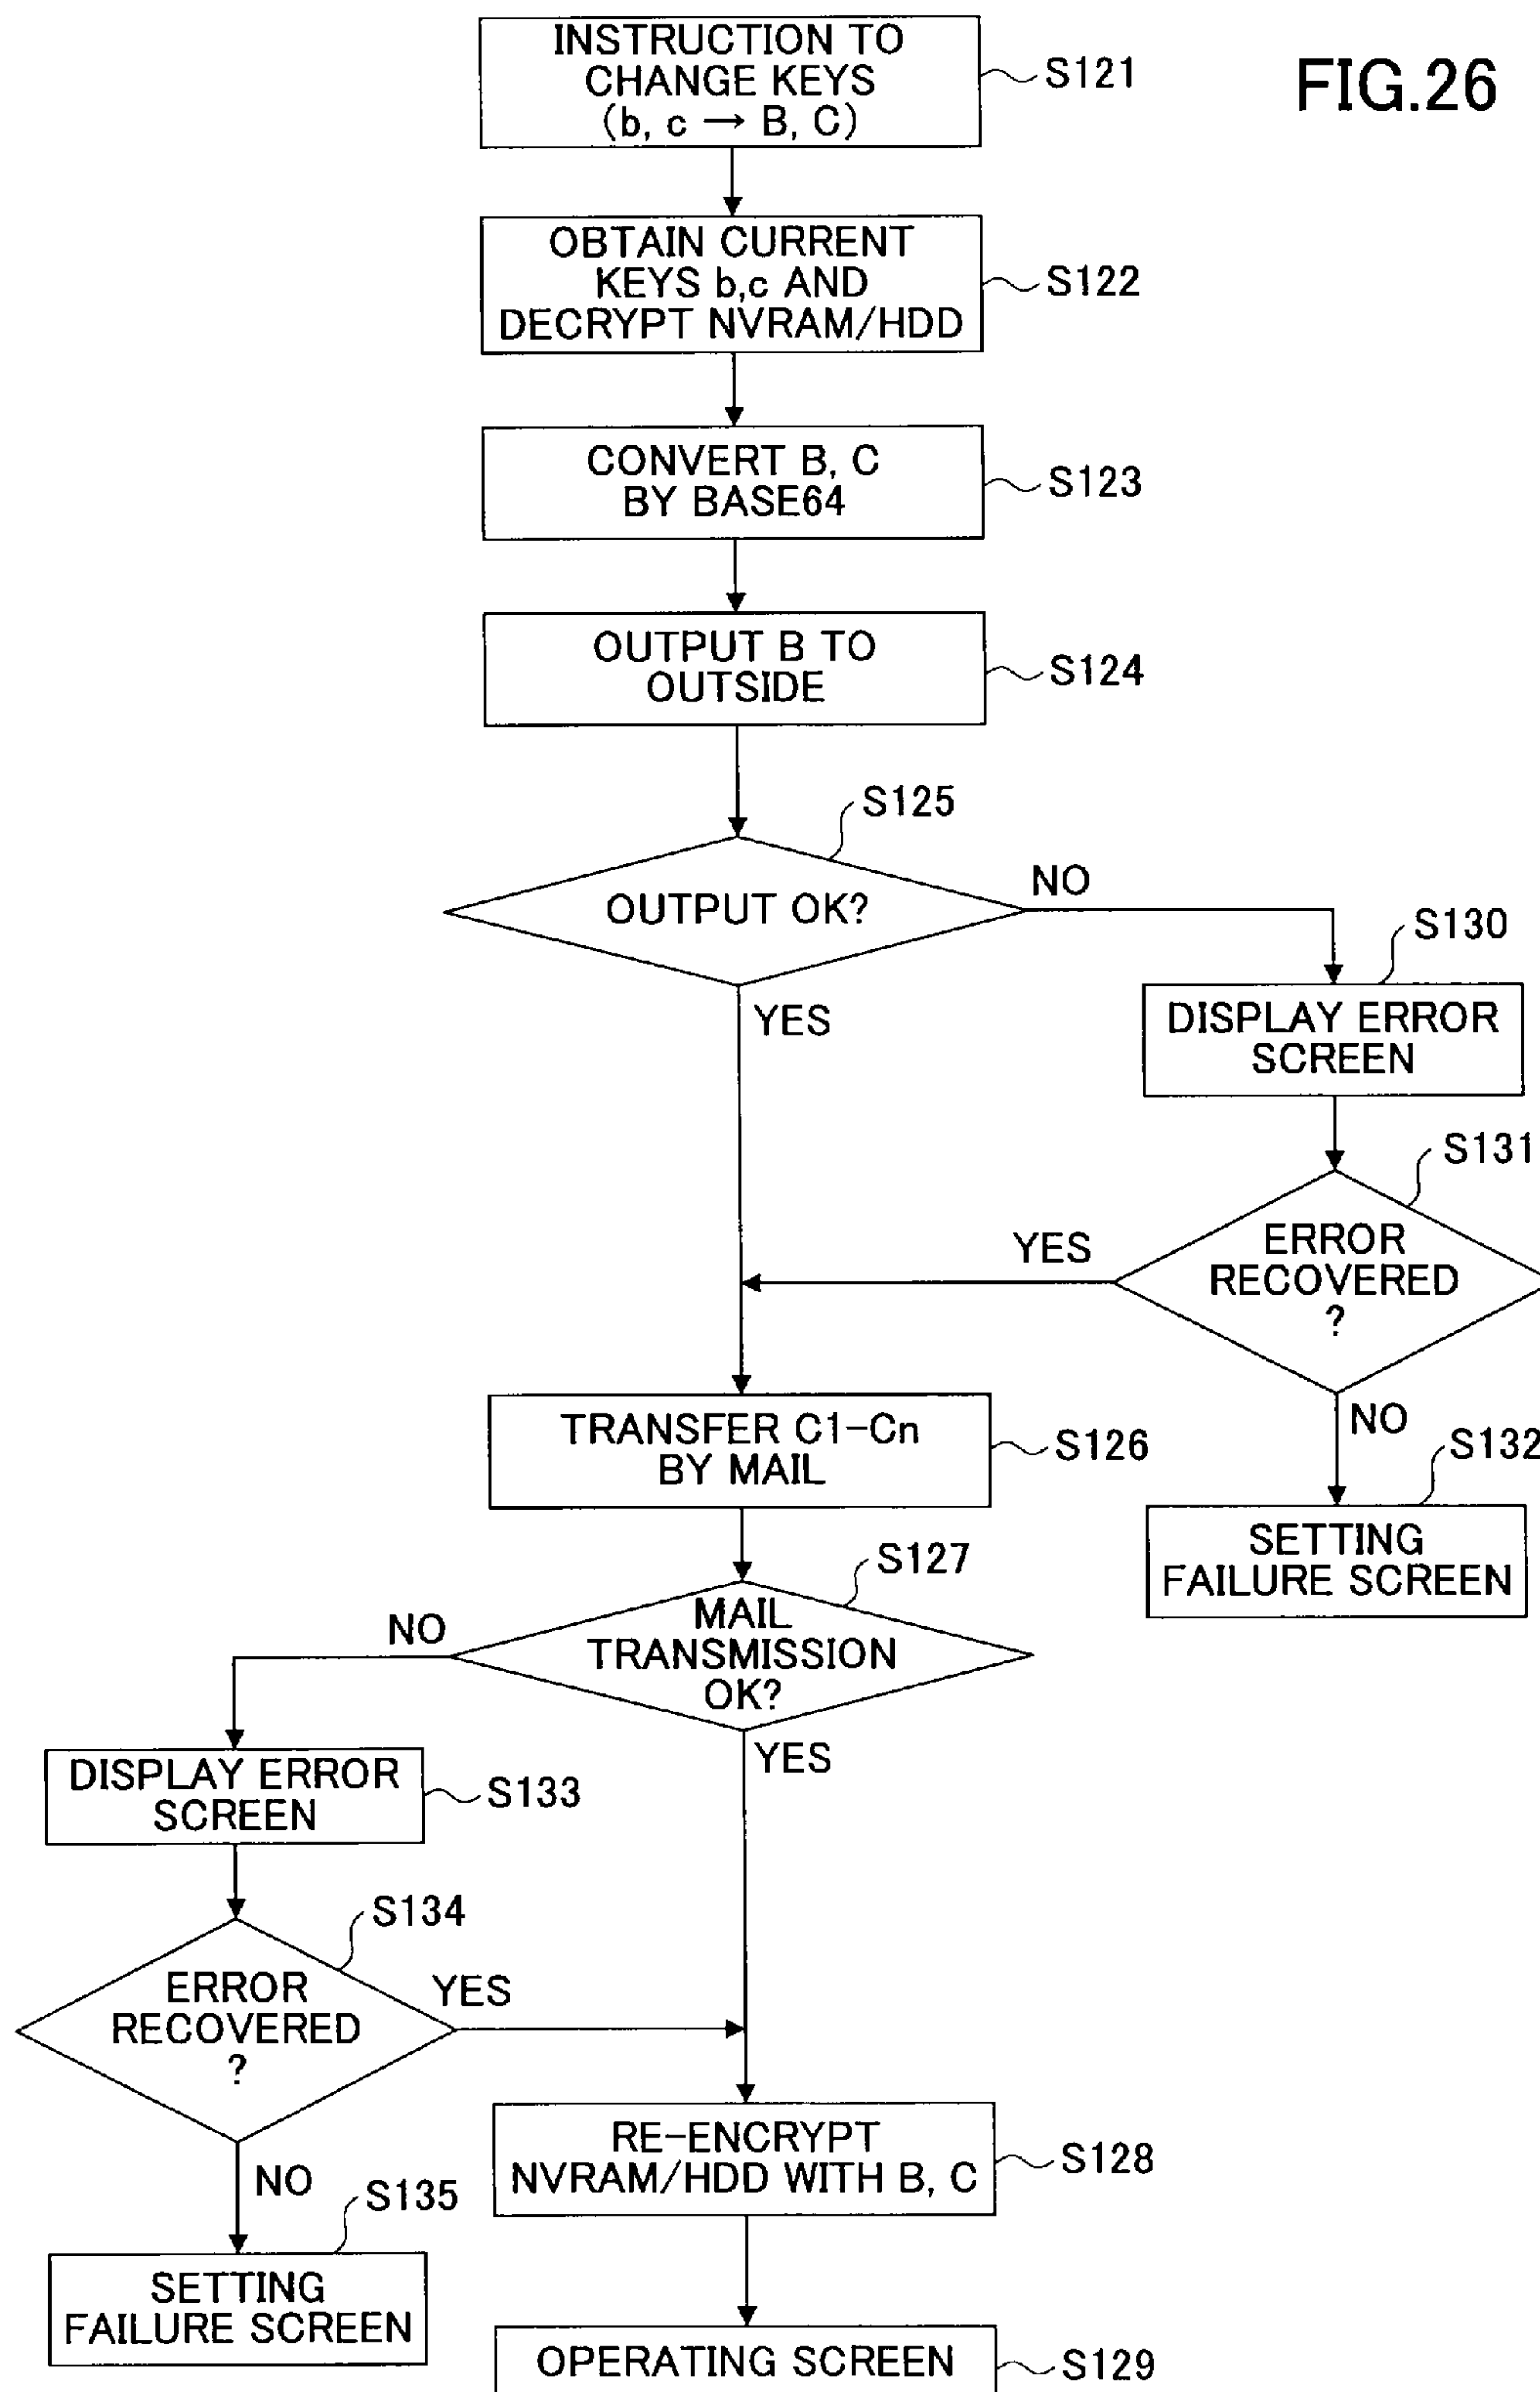 FIG.26
INSTRUCTION TO
CHANGE KEYS
(b, c → B, C)
S121
OBTAIN CURRENT
KEYS b,c AND
DECRYPT NVRAM/HDD
S122
CONVERT B, C
BY BASE64
S123
OUTPUT B TO
OUTSIDE
S124
S125
OUTPUT OK?
NO
YES
S130
DISPLAY ERROR
SCREEN
S131
ERROR
RECOVERED
?
YES
NO
S132
SETTING
FAILURE SCREEN
TRANSFER C1-Cn
BY MAIL
S126
S127
MAIL
TRANSMISSION
OK?
NO
YES
DISPLAY ERROR
SCREEN
S133
S134
ERROR
RECOVERED
?
YES
NO
S135
SETTING
FAILURE SCREEN
RE-ENCRYPT
NVRAM/HDD WITH B, C
S128
OPERATING SCREEN
S129